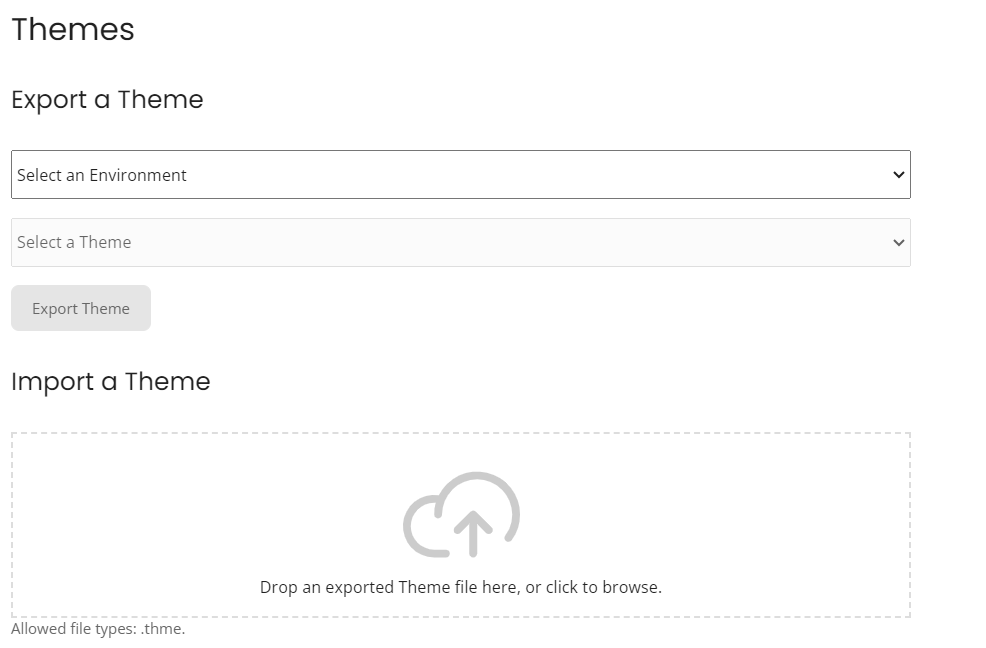 Themes
Export a Theme
Select an Environment
Select a Theme
Export Theme
Import a Theme
Drop an exported Theme file here, or click to browse.
Allowed file types: .thme.